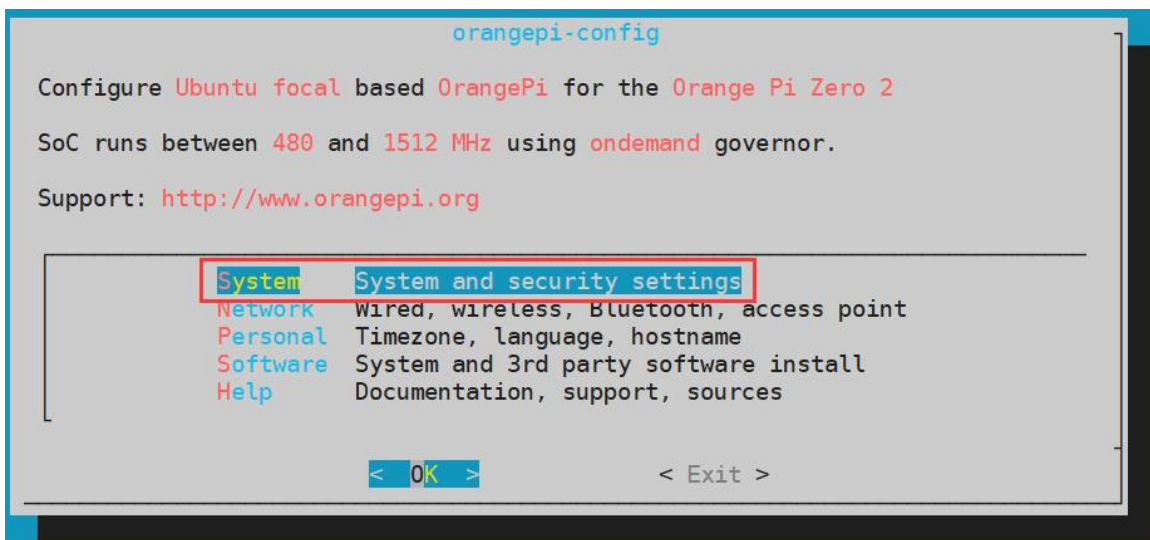 orangepi-config
Configure Ubuntu focal based OrangePi for the Orange Pi Zero 2
SoC runs between 480 and 1512 MHz using ondemand governor.
Support: http://www.orangepi.org
System System and security settings
Network Wired, wireless, Bluetooth, access point
Personal Timezone, language, hostname
Software System and 3rd party software install
Help Documentation, support, sources
< OK > < Exit >